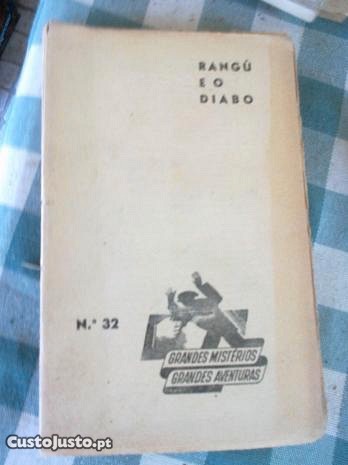 RANGÚ
E O
DIABO
N.º 32
GRANDES MISTÉRIOS
GRANDES AVENTURAS
CustoJusto.pt